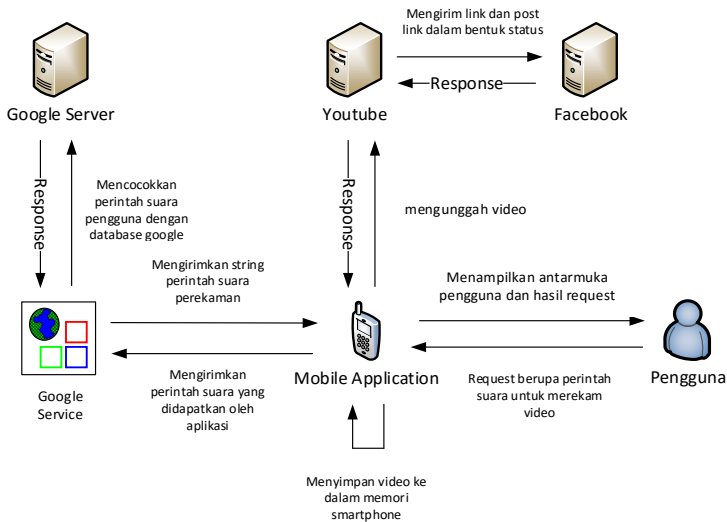 Mengirim link dan post
link dalam bentuk status
Response
Google Server
Youtube
Facebook
Response
Mencocokkan
perintah suara
pengguna dengan
database google
Response
mengunggah video
Mengirimkan string
perintah suara
perekaman
Menampilkan antarmuka
pengguna dan hasil request
Google
Service
Mengirimkan
perintah suara yang
didapatkan oleh
aplikasi
Mobile Application
Request berupa perintah
suara untuk merekam
video
Pengguna
Menyimpan video ke
dalam memori
smartphone